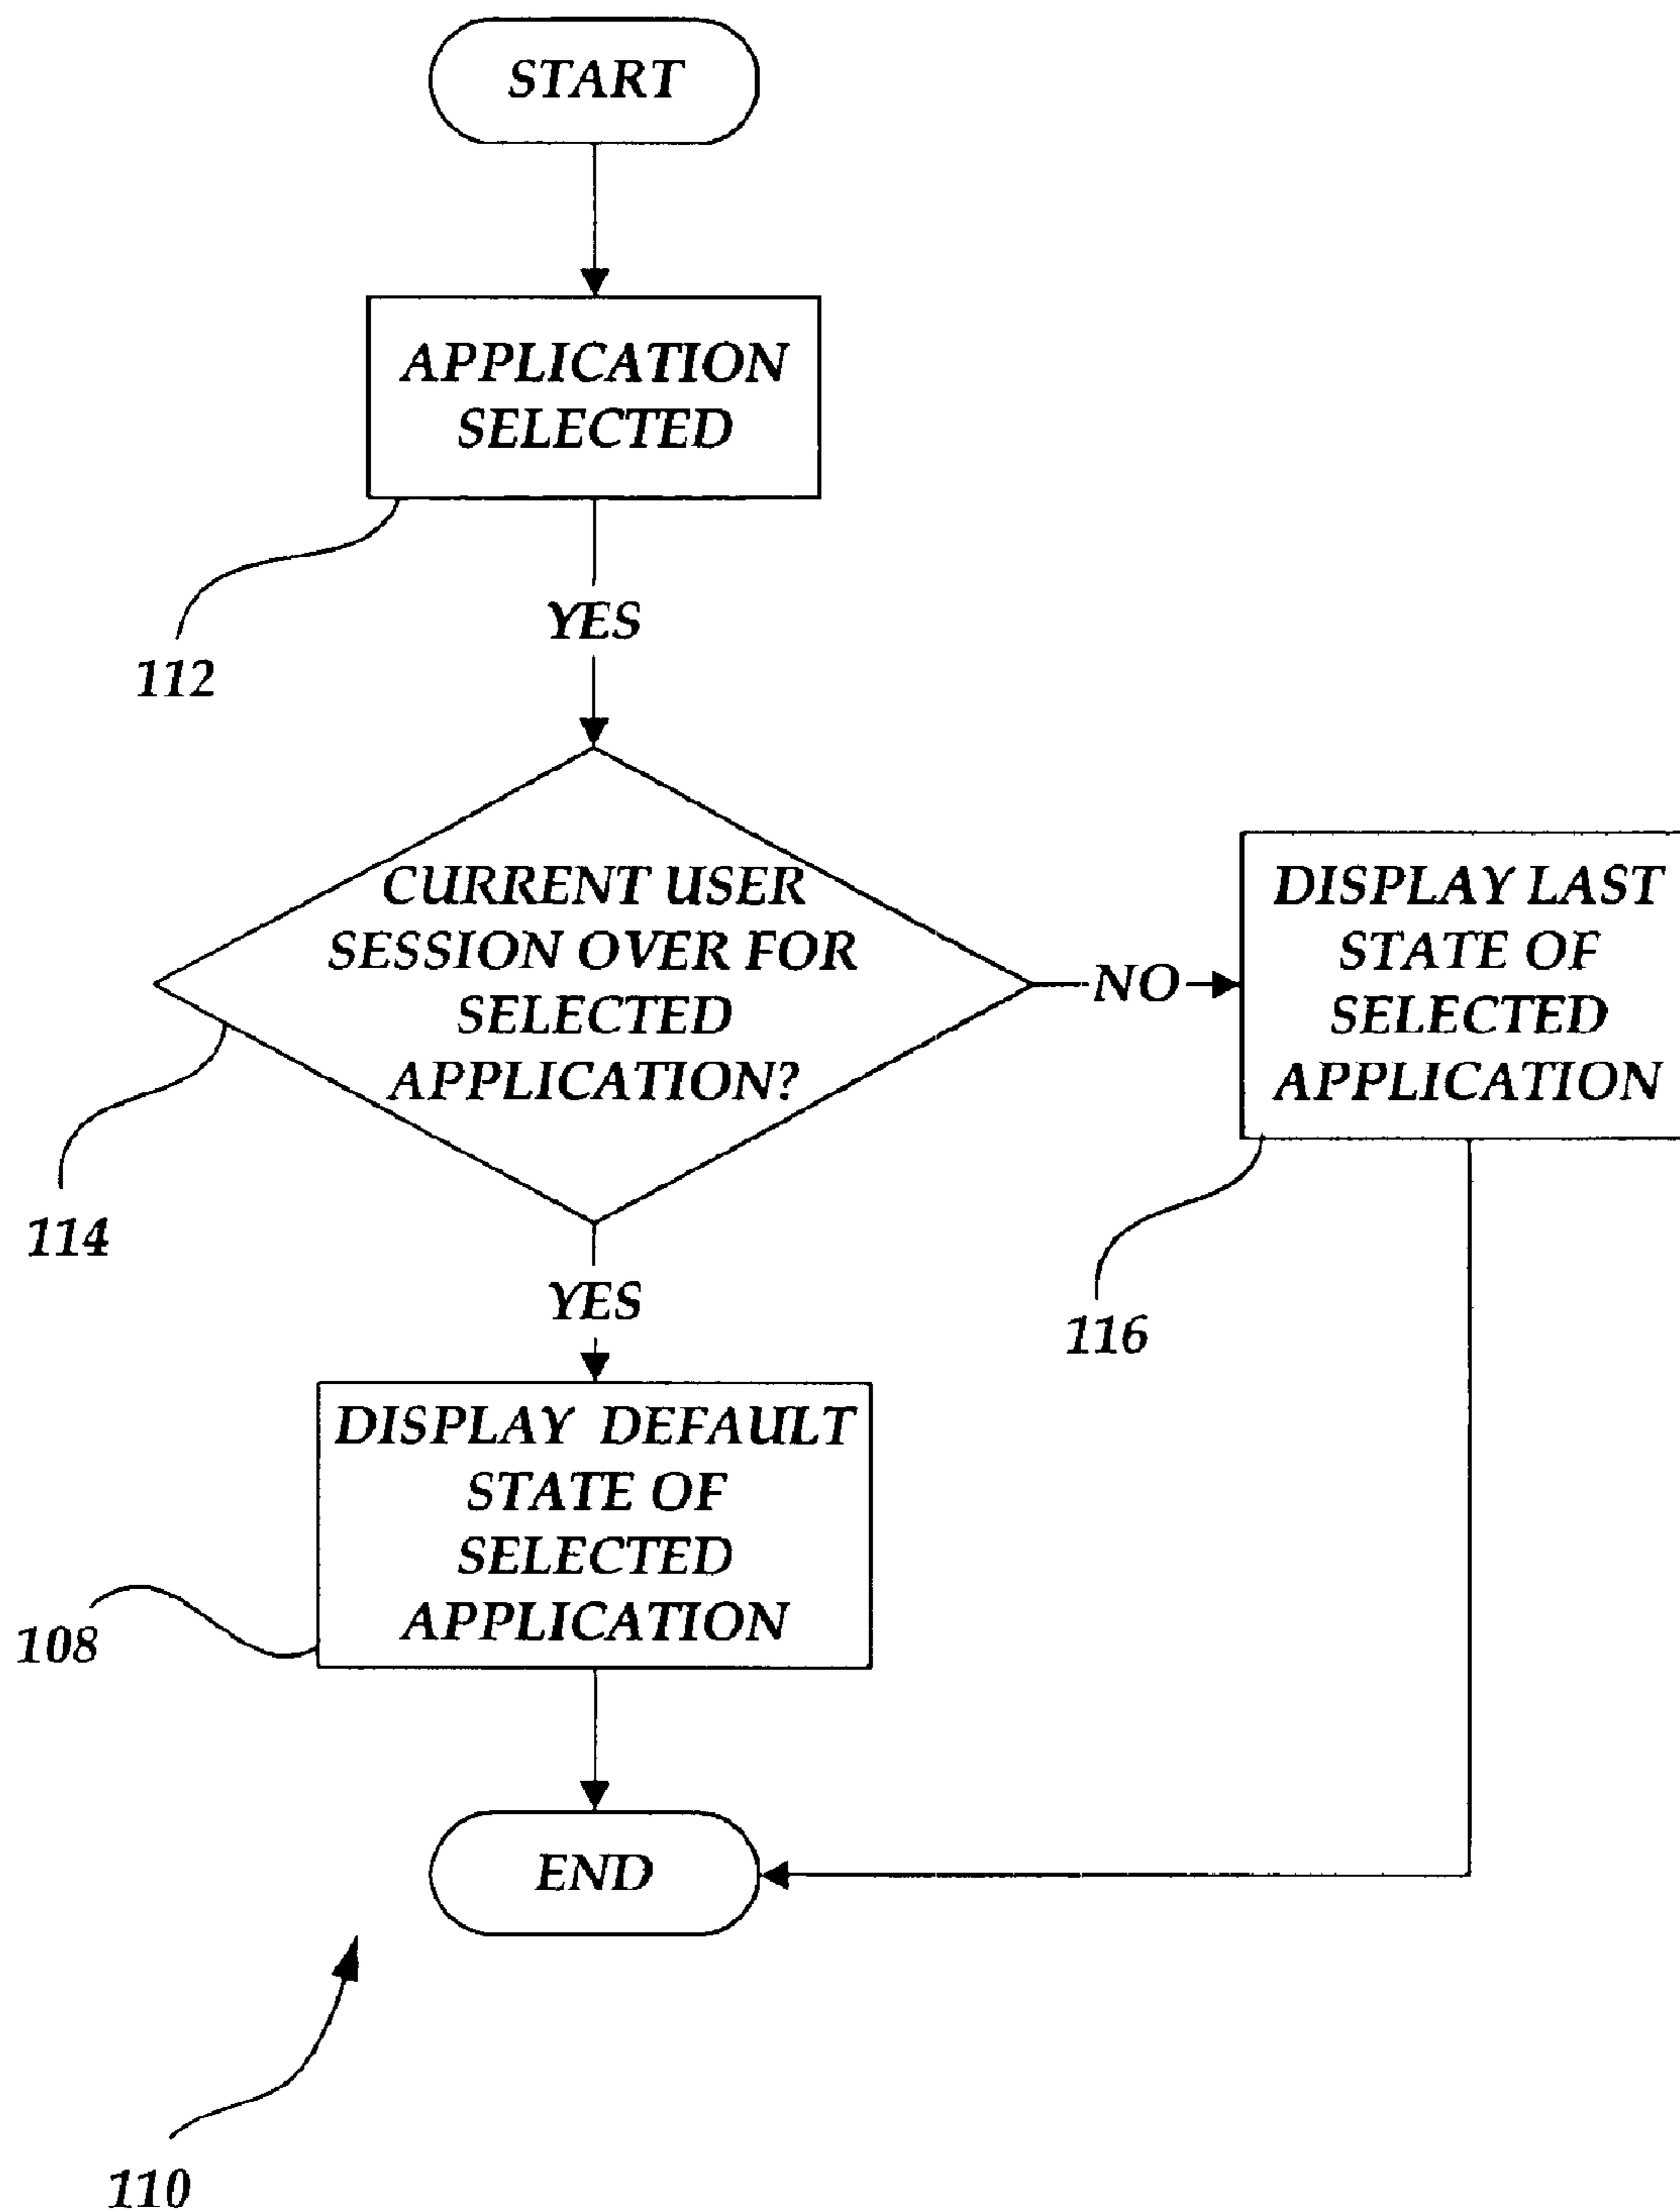 START
APPLICATION
SELECTED
112
YES
CURRENT USER
SESSION OVER FOR
SELECTED
APPLICATION?
114
NO
DISPLAY LAST
STATE OF
SELECTED
APPLICATION
116
YES
DISPLAY DEFAULT
STATE OF
SELECTED
APPLICATION
108
END
110